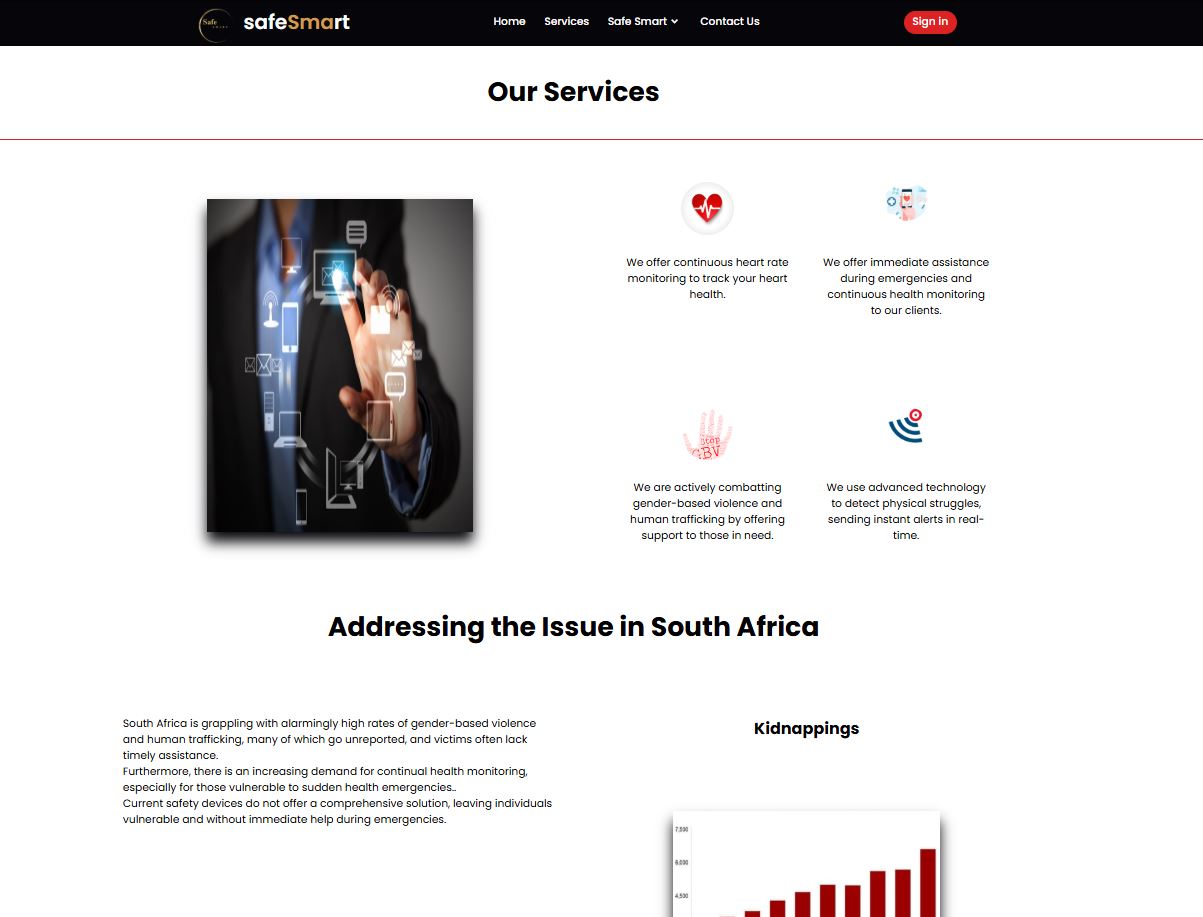 Safe
SMART
safeSmart
Home
Services
Safe Smart
Contact Us
Sign in
Our Services
We offer continuous heart rate
monitoring to track your heart
health.
We offer immediate assistance
during emergencies and
continuous health monitoring
to our clients.
Stop
GBV
We are actively combatting
gender-based violence and
human trafficking by offering
support to those in need.
We use advanced technology
to detect physical struggles,
sending instant alerts in real-
time.
Addressing the Issue in South Africa
South Africa is grappling with alarmingly high rates of gender-based violence
and human trafficking, many of which go unreported, and victims often lack
timely assistance.
Furthermore, there is an increasing demand for continual health monitoring,
especially for those vulnerable to sudden health emergencies..
Current safety devices do not offer a comprehensive solution, leaving individuals
vulnerable and without immediate help during emergencies.
Kidnappings
7,500
6,000
4,500